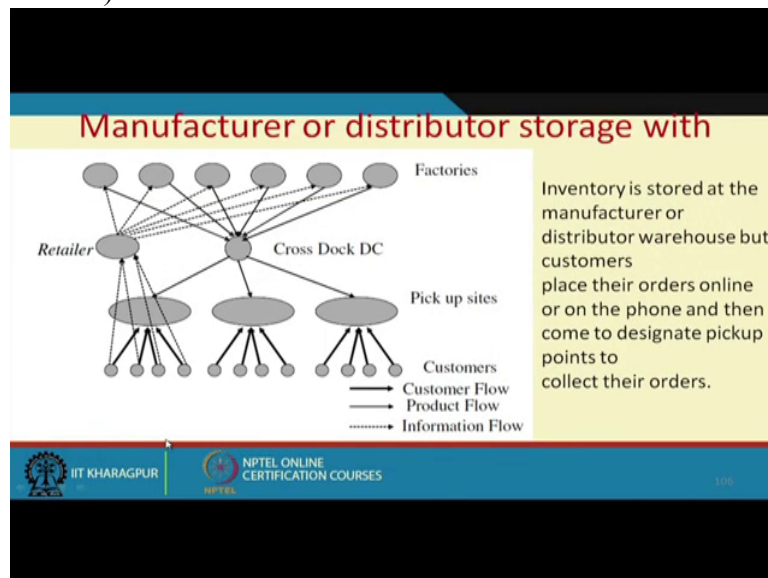 Manufacturer or distributor storage with
Factories
Retailer
Cross Dock DC
Pick up sites
Customers
Customer Flow
Product Flow
Information Flow
Inventory is stored at the
manufacturer or
distributor warehouse but
customers
place their orders online
or on the phone and then
come to designate pickup
points to
collect their orders.
IIT KHARAGPUR
NPTEL
NPTEL ONLINE
CERTIFICATION COURSES
106